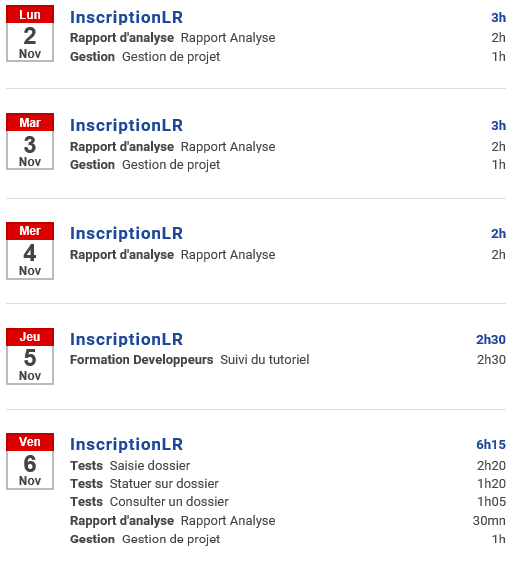 Lun
2
Nov
InscriptionLR 3h
Rapport d'analyse Rapport Analyse 2h
Gestion Gestion de projet 1h
Mar
3
Nov
InscriptionLR 3h
Rapport d'analyse Rapport Analyse 2h
Gestion Gestion de projet 1h
Mer
4
Nov
InscriptionLR 2h
Rapport d'analyse Rapport Analyse 2h
Jeu
5
Nov
InscriptionLR 2h30
Formation Developpeurs Suivi du tutoriel 2h30
Ven
6
Nov
InscriptionLR 6h15
Tests Saisie dossier 2h20
Tests Statuer sur dossier 1h20
Tests Consulter un dossier 1h05
Rapport d'analyse Rapport Analyse 30mn
Gestion Gestion de projet 1h